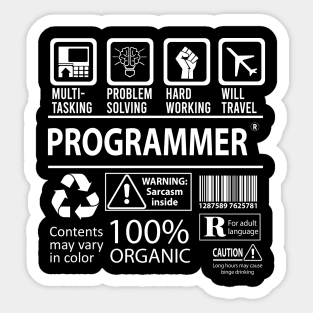 MULTI-
TASKING
PROBLEM
SOLVING
HARD
WORKING
WILL
TRAVEL
PROGRAMMER®
WARNING:
Sarcasm
inside
1287589 7625781
Contents
may vary
in color
100%
ORGANIC
R
For adult
language
CAUTION
Long hours may cause
binge drinking